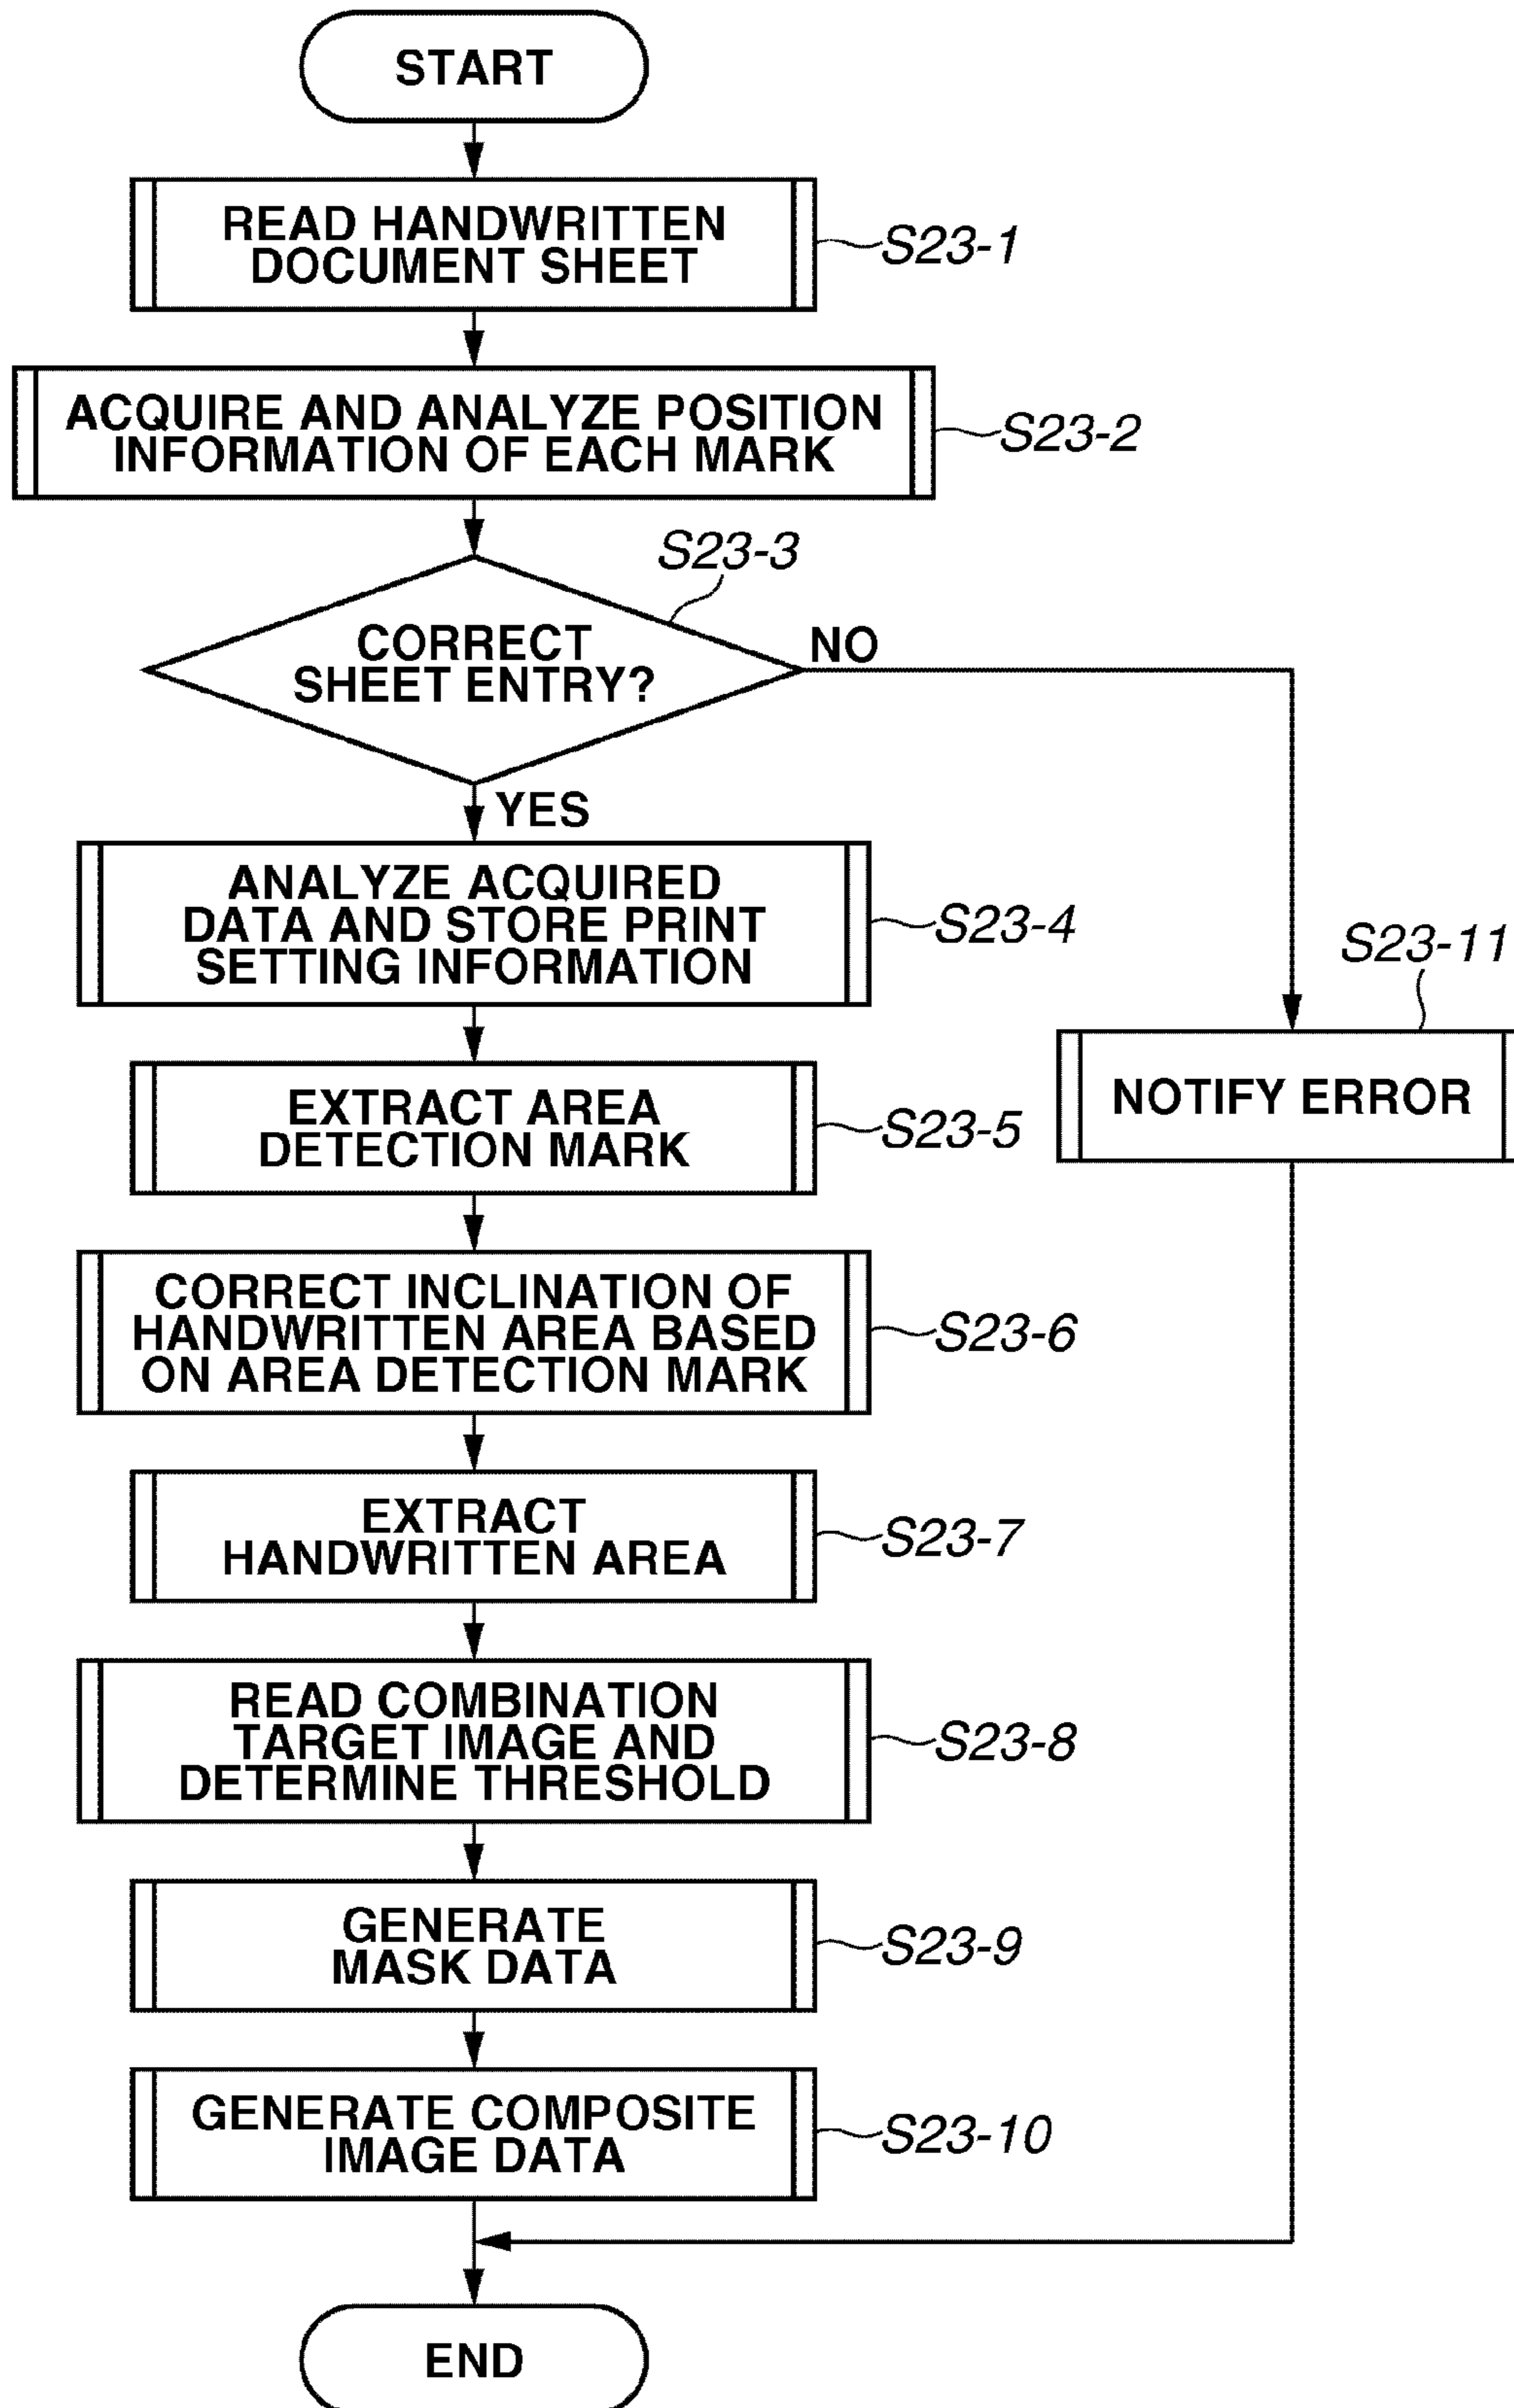 START
READ HANDWRITTEN
DOCUMENT SHEET
S23-1
ACQUIRE AND ANALYZE POSITION
INFORMATION OF EACH MARK
S23-2
S23-3
CORRECT
SHEET ENTRY?
NO
YES
ANALYZE ACQUIRED
DATA AND STORE PRINT
SETTING INFORMATION
S23-4
S23-11
NOTIFY ERROR
EXTRACT AREA
DETECTION MARK
S23-5
CORRECT INCLINATION OF
HANDWRITTEN AREA BASED
ON AREA DETECTION MARK
S23-6
EXTRACT
HANDWRITTEN AREA
S23-7
READ COMBINATION
TARGET IMAGE AND
DETERMINE THRESHOLD
S23-8
GENERATE
MASK DATA
S23-9
GENERATE COMPOSITE
IMAGE DATA
S23-10
END